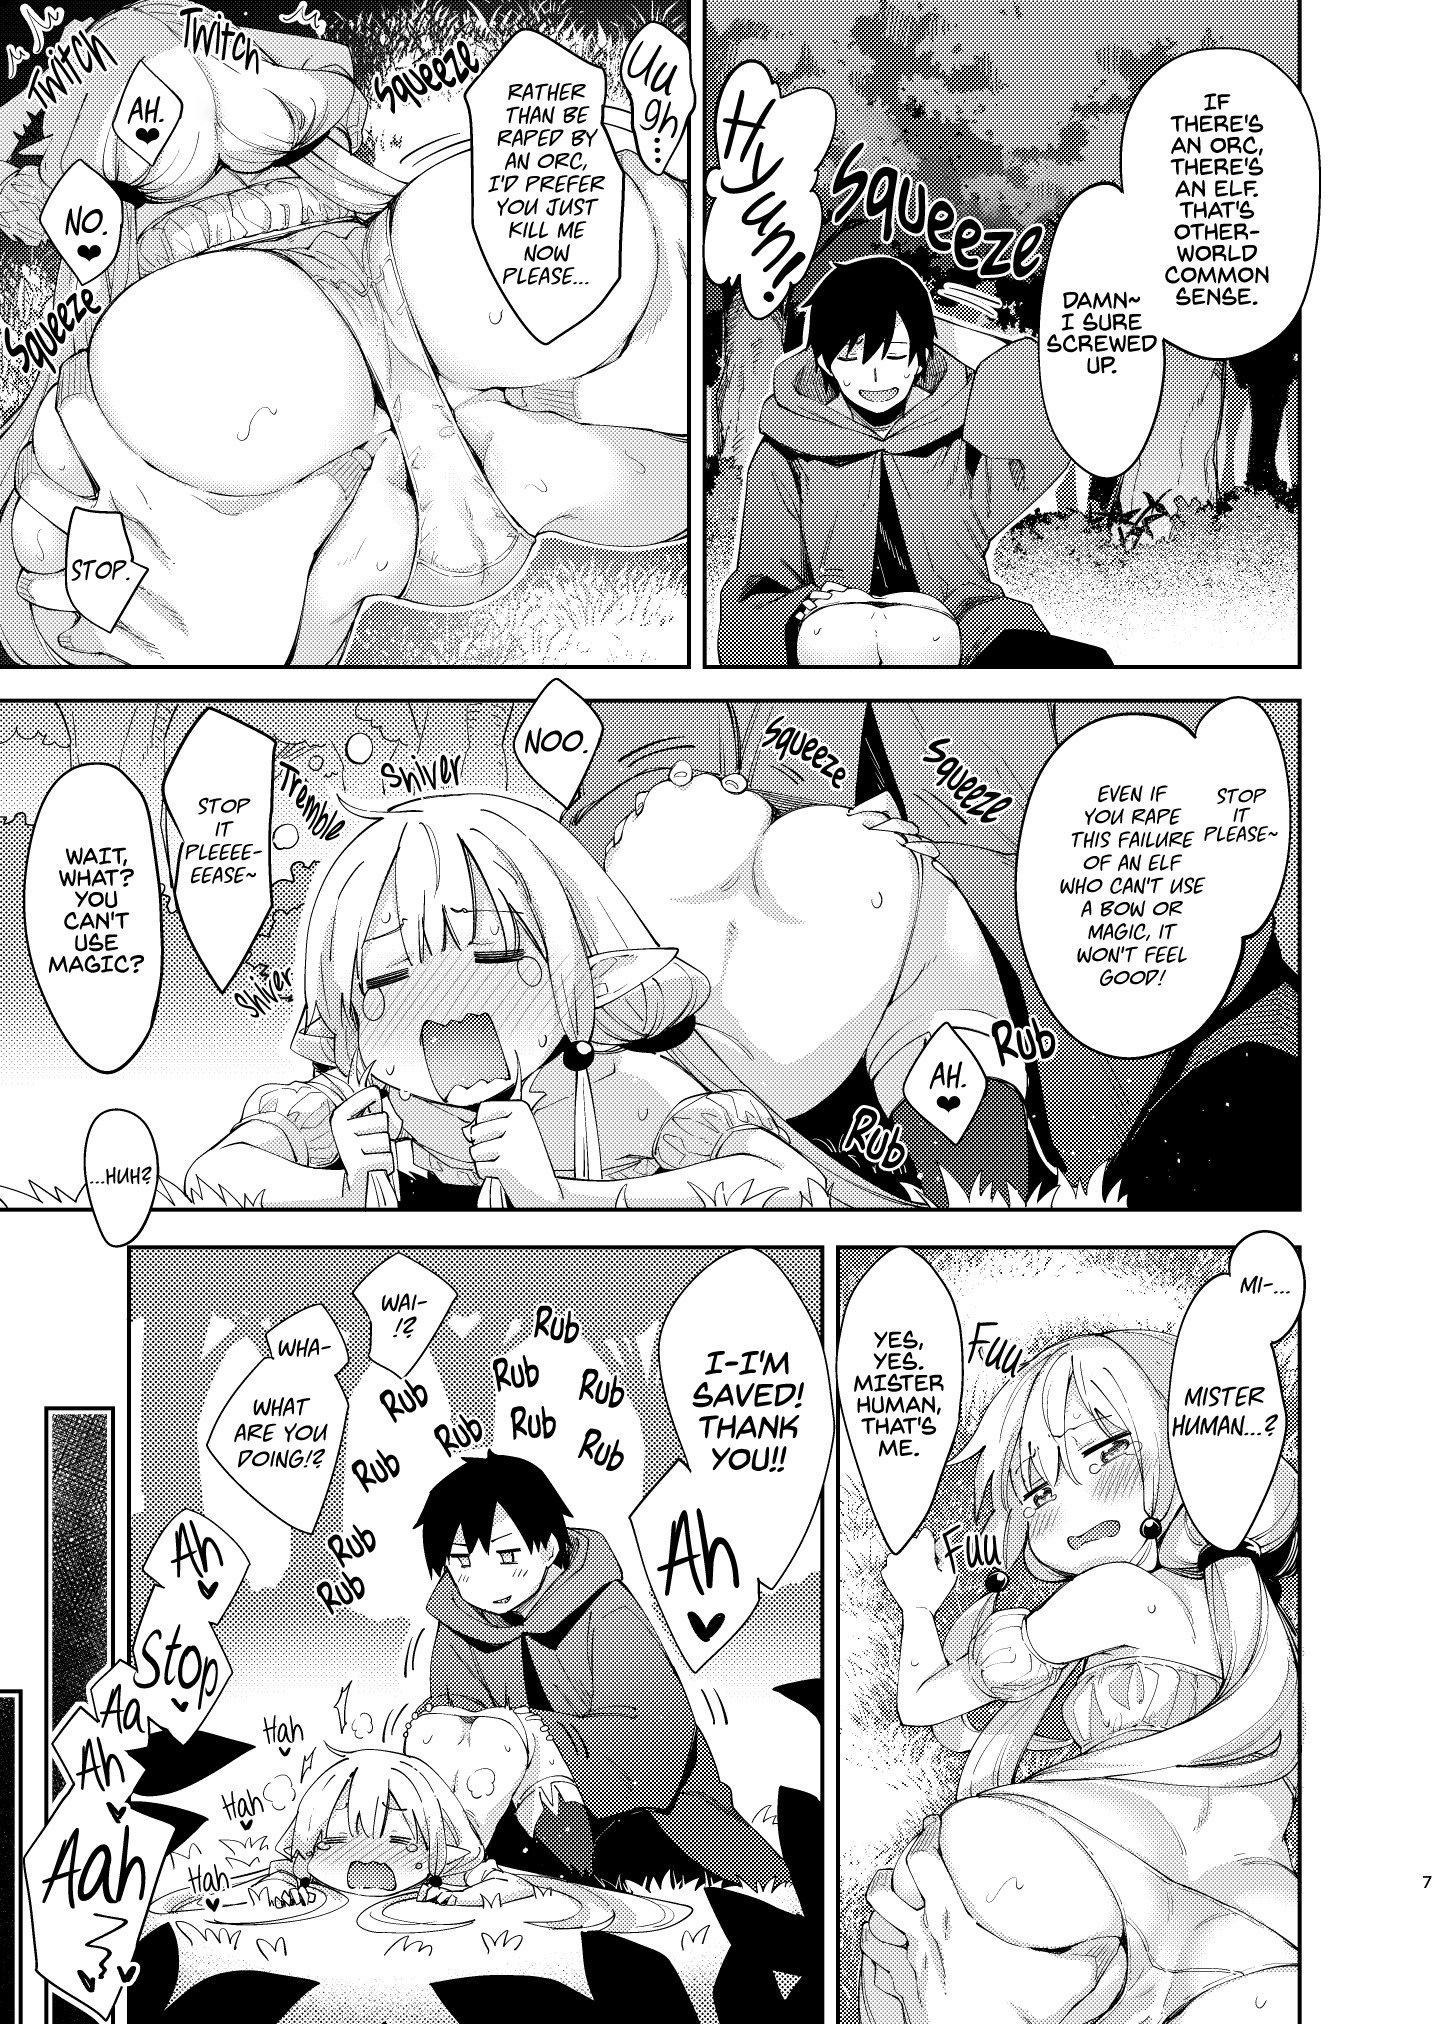 IF
THERE'S
AN ORC,
THERE'S
AN ELF.
THAT'S
OTHER-
WORLD
COMMON
SENSE.
DAMN~
I SURE
SCREWED
UP.
Squeeze
Hyun!
Uu
gh...
RATHER
THAN BE
RAPED BY
AN ORC,
I'D PREFER
YOU JUST
KILL ME
NOW
PLEASE...
Squeeze
Twitch
Twitch
AH.
NO.
Squeeze
STOP.
STOP
IT
PLEASE~
EVEN IF
YOU RAPE
THIS FAILURE
OF AN ELF
WHO CAN'T USE
A BOW OR
MAGIC, IT
WON'T FEEL
GOOD!
Squeeze
Squeeze
Rub
AH.
Rub
NOO.
Shiver
Tremble
STOP
IT
PLEEEE-
EEASE~
Shiver
WAIT,
WHAT?
YOU
CAN'T
USE
MAGIC?
...HUH?
MI-...
MISTER
HUMAN...?
Fuu
Fuu
YES,
YES.
MISTER
HUMAN,
THAT'S
ME.
I-I'M
SAVED!
THANK
YOU!!
Ah
Rub
Rub
Rub
Rub
Rub
Rub
Rub
Rub
Rub
Rub
WAI-
!?
WHA-
WHAT
ARE YOU
DOING!?
Ah
Stop
Hah
Hah
Hah
Aa
Ah
Aah
7